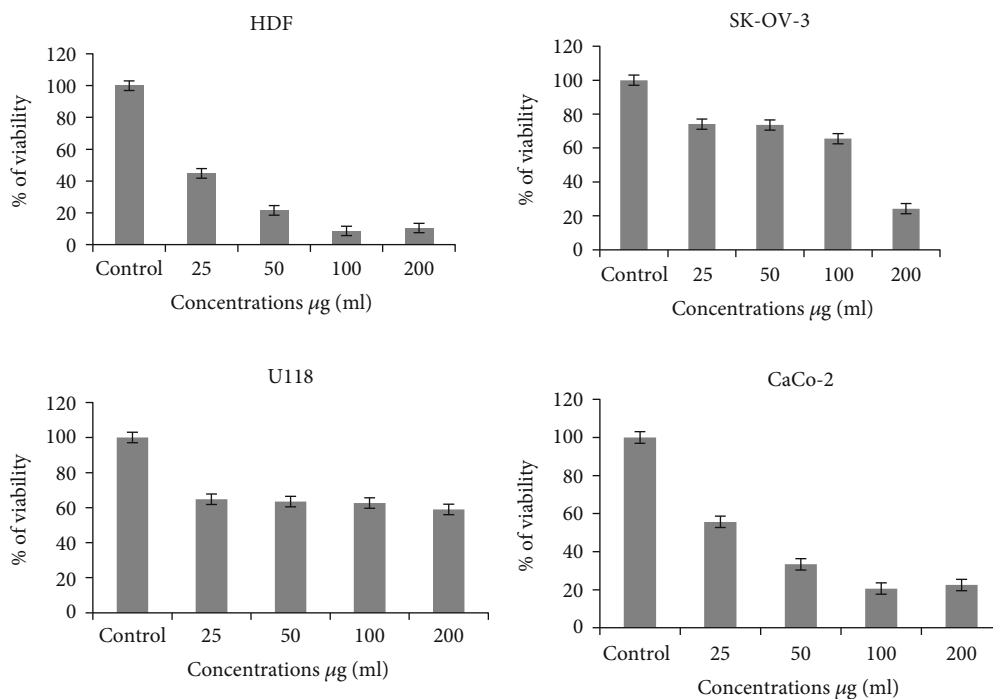 HDF
% of viability
120
100
80
60
40
20
0
Control 25 50 100 200
Concentrations μg (ml)
SK-OV-3
% of viability
120
100
80
60
40
20
0
Control 25 50 100 200
Concentrations μg (ml)
U118
% of viability
120
100
80
60
40
20
0
Control 25 50 100 200
Concentrations μg (ml)
CaCo-2
% of viability
120
100
80
60
40
20
0
Control 25 50 100 200
Concentrations μg (ml)